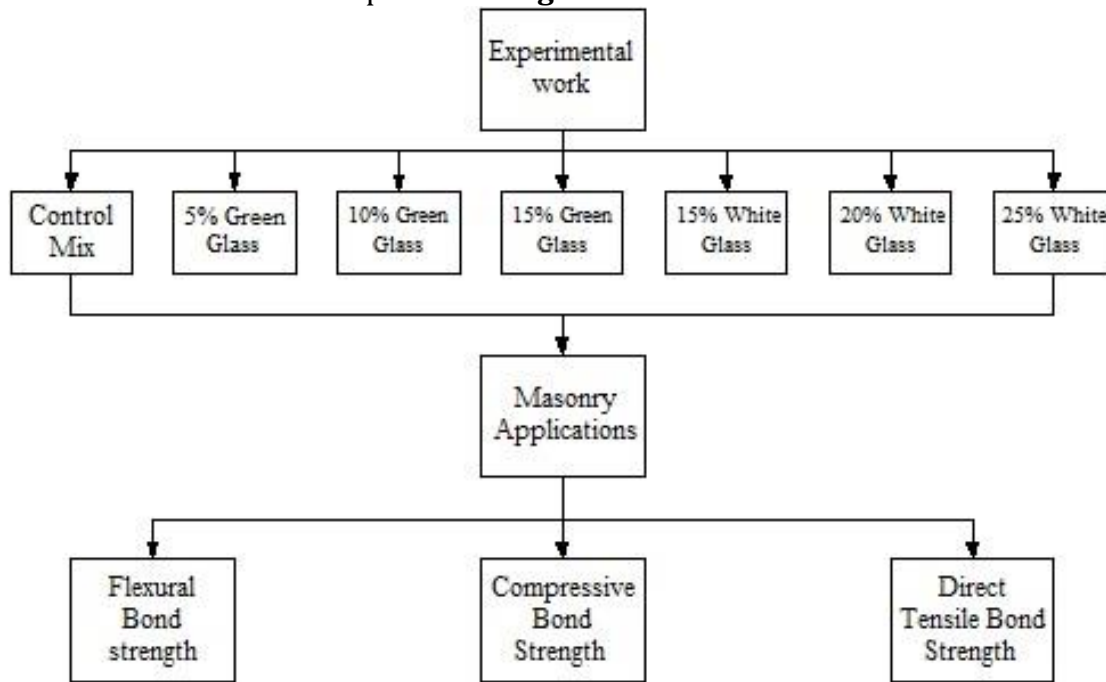 Experimental
work
Control
Mix
5% Green
Glass
10% Green
Glass
15% Green
Glass
15% White
Glass
20% White
Glass
25% White
Glass
Masonry
Applications
Flexural
Bond
strength
Compressive
Bond
Strength
Direct
Tensile Bond
Strength